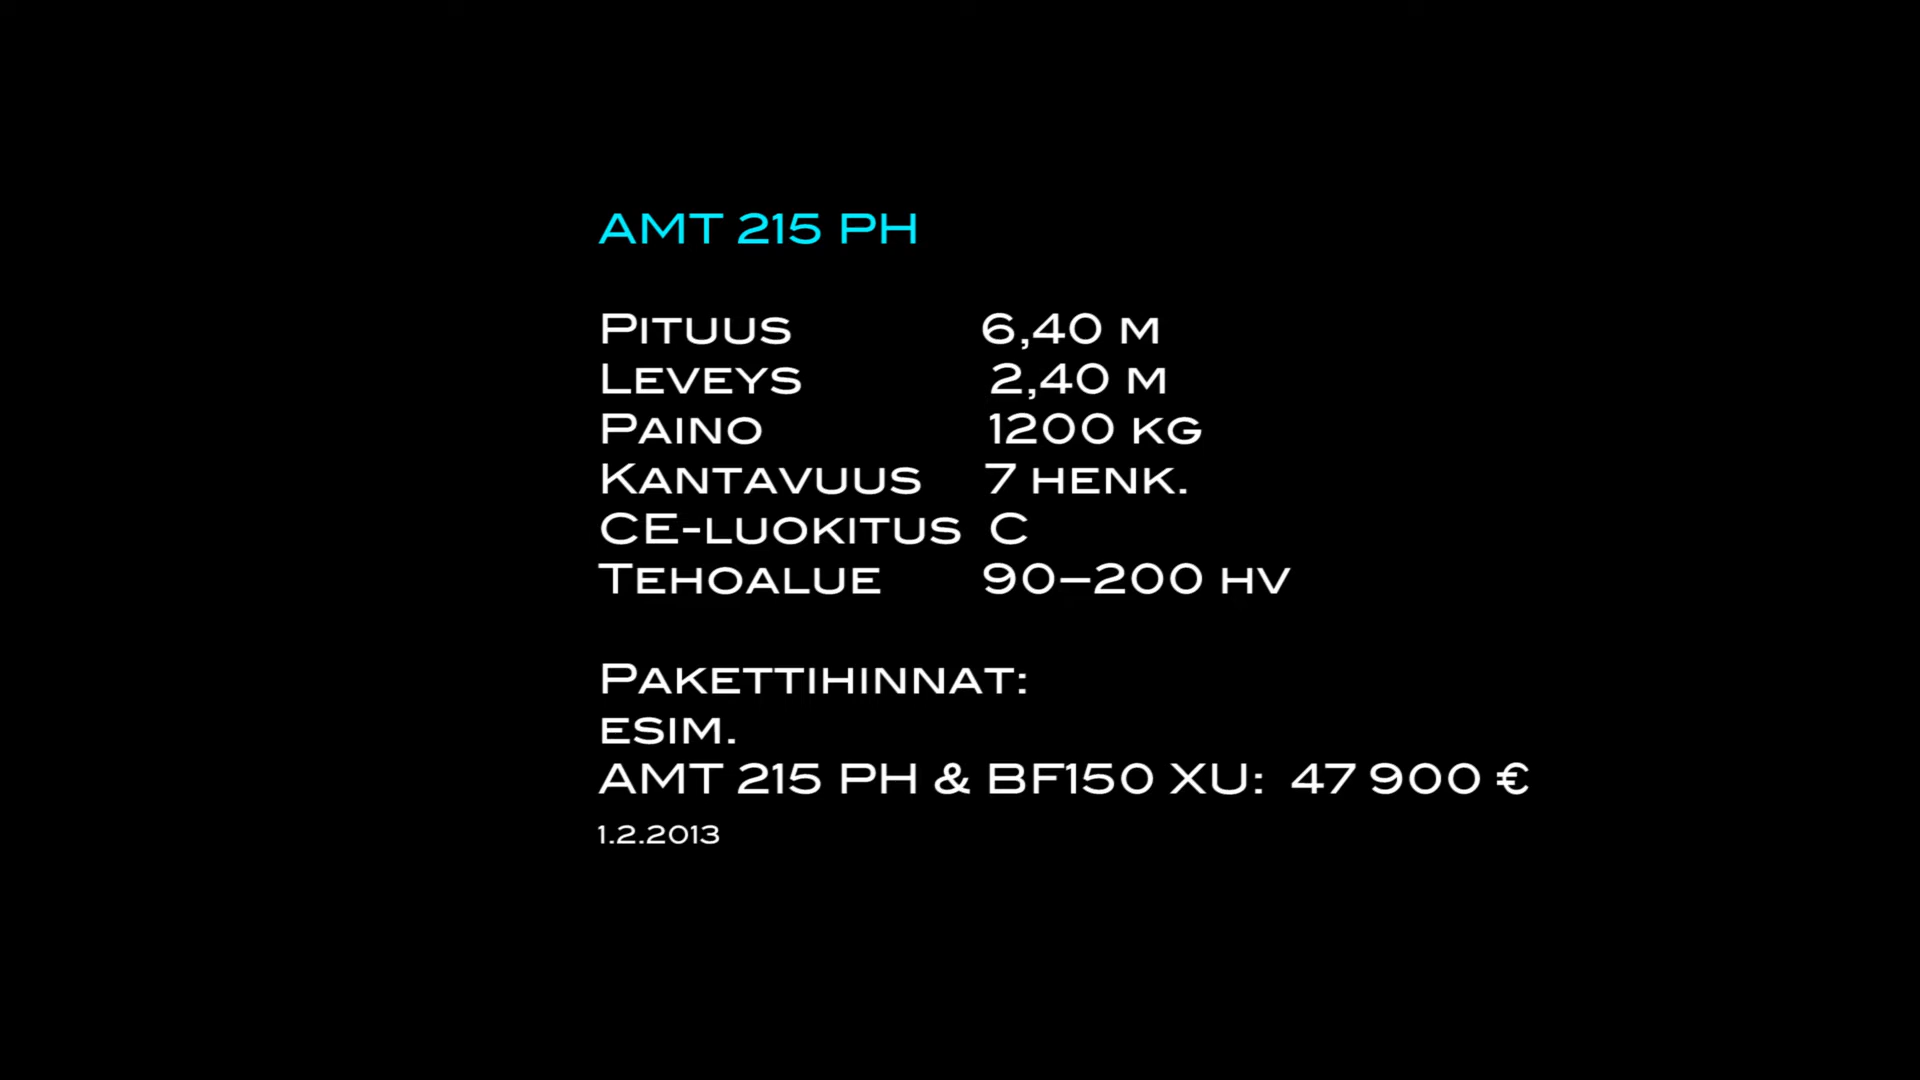 AMT 215 PH
Pituus 6,40 m
Leveys 2,40 m
Paino 1200 kg
Kantavuus 7 henk.
CE-luokitus C
Tehoalue 90–200 hv
Pakettihinnat:
esim.
AMT 215 PH & BF150 XU: 47 900 €
1.2.2013